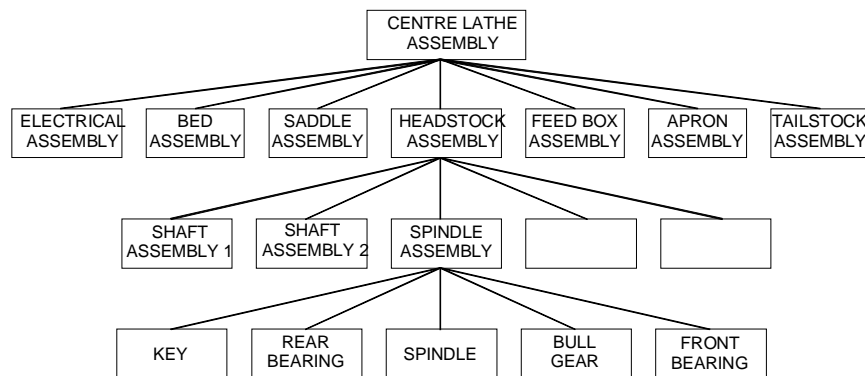 CENTRE LATHE
ASSEMBLY
ELECTRICAL
ASSEMBLY
BED
ASSEMBLY
SADDLE
ASSEMBLY
HEADSTOCK
ASSEMBLY
FEED BOX
ASSEMBLY
APRON
ASSEMBLY
TAILSTOCK
ASSEMBLY
SHAFT
ASSEMBLY 1
SHAFT
ASSEMBLY 2
SPINDLE
ASSEMBLY
KEY
REAR
BEARING
SPINDLE
BULL
GEAR
FRONT
BEARING